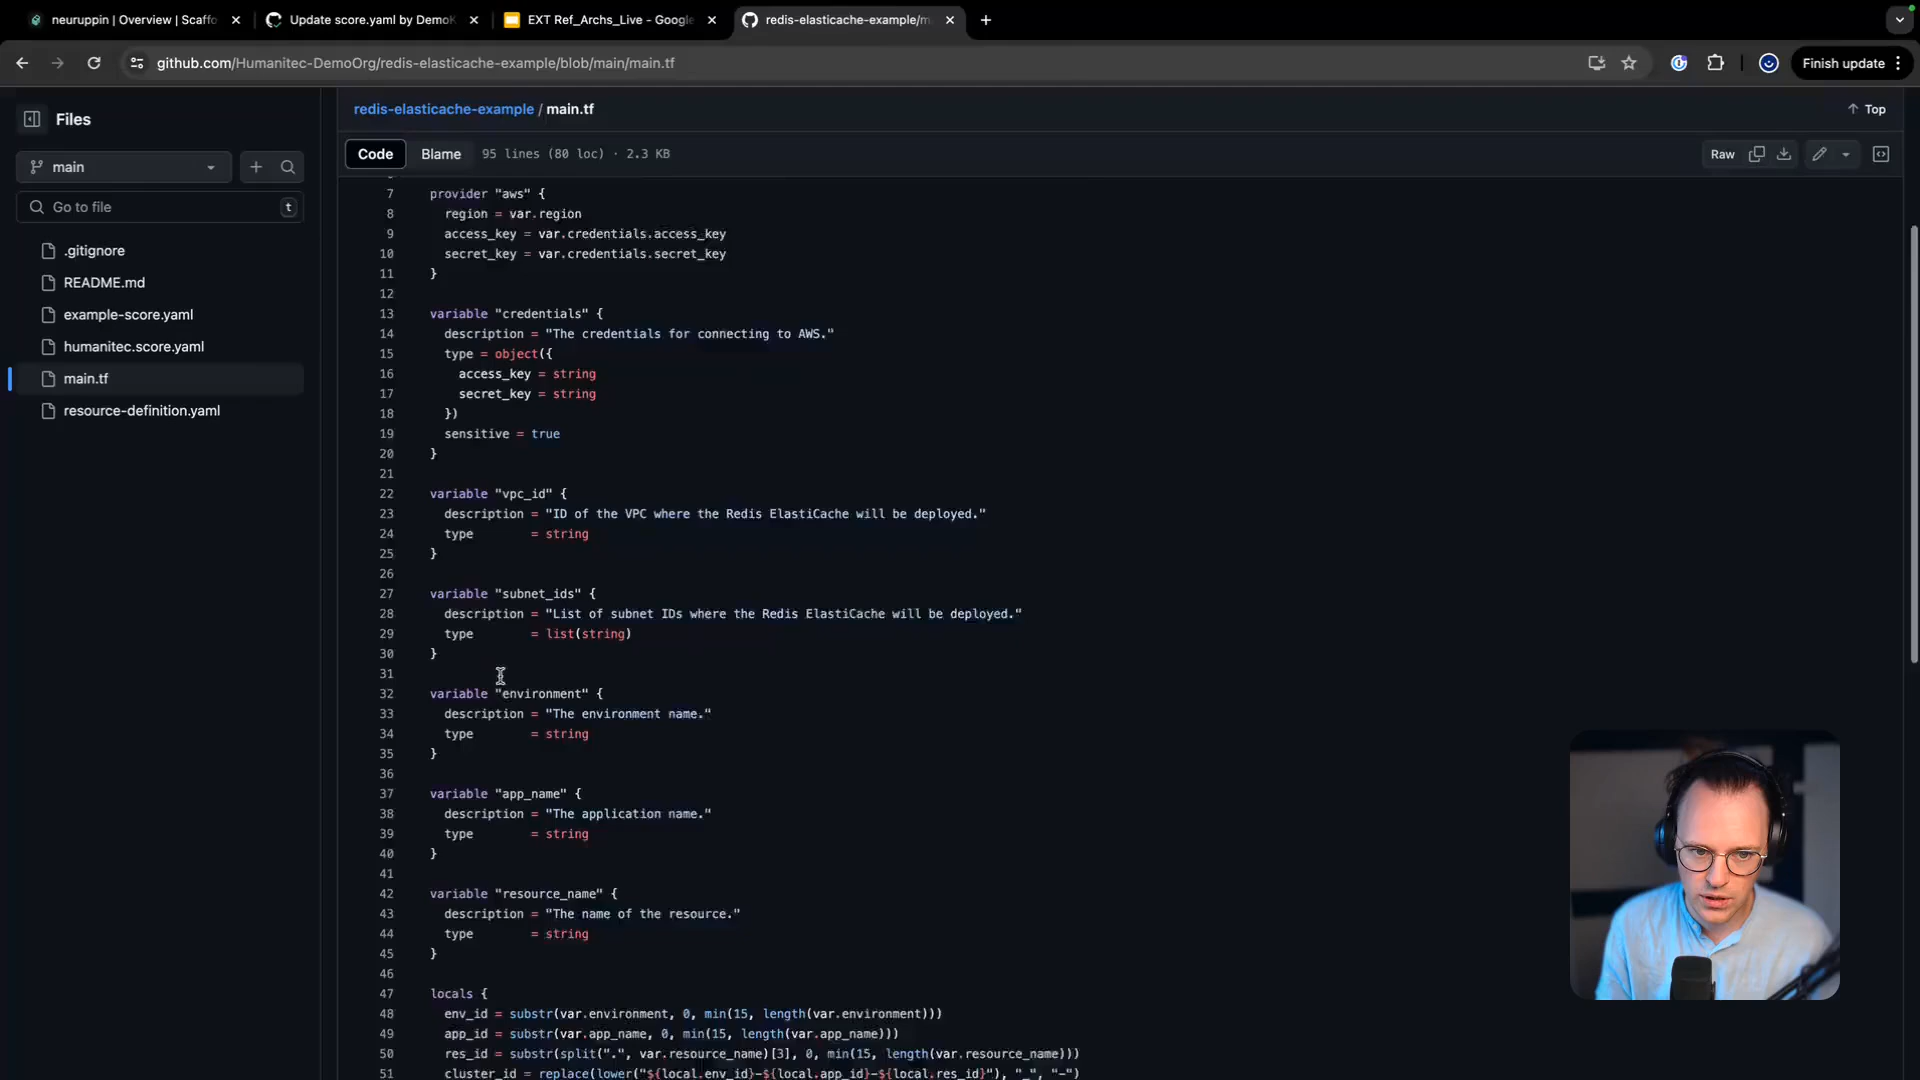 neuruppin | Overview | Scaffo
Update score.yaml by DemoK
EXT Ref_Archs_Live - Google
redis-elasticache-example/m
github.com/Humanitec-DemoOrg/redis-elasticache-example/blob/main/main.tf
Finish update
Files
main
Go to file
t
.gitignore
README.md
example-score.yaml
humanitec.score.yaml
main.tf
resource-definition.yaml
redis-elasticache-example / main.tf
Top
Code
Blame
95 lines (80 loc) · 2.3 KB
Raw
7 provider "aws" {
8 region = var.region
9 access_key = var.credentials.access_key
10 secret_key = var.credentials.secret_key
11 }
12
13 variable "credentials" {
14 description = "The credentials for connecting to AWS."
15 type = object({
16 access_key = string
17 secret_key = string
18 })
19 sensitive = true
20 }
21
22 variable "vpc_id" {
23 description = "ID of the VPC where the Redis ElastiCache will be deployed."
24 type = string
25 }
26
27 variable "subnet_ids" {
28 description = "List of subnet IDs where the Redis ElastiCache will be deployed."
29 type = list(string)
30 }
31
32 variable "environment" {
33 description = "The environment name."
34 type = string
35 }
36
37 variable "app_name" {
38 description = "The application name."
39 type = string
40 }
41
42 variable "resource_name" {
43 description = "The name of the resource."
44 type = string
45 }
46
47 locals {
48 env_id = substr(var.environment, 0, min(15, length(var.environment)))
49 app_id = substr(var.app_name, 0, min(15, length(var.app_name)))
50 res_id = substr(split(".", var.resource_name)[3], 0, min(15, length(var.resource_name)))
51 cluster_id = replace(lower("${local.env_id}-${local.app_id}-${local.res_id}"), "_", "-")